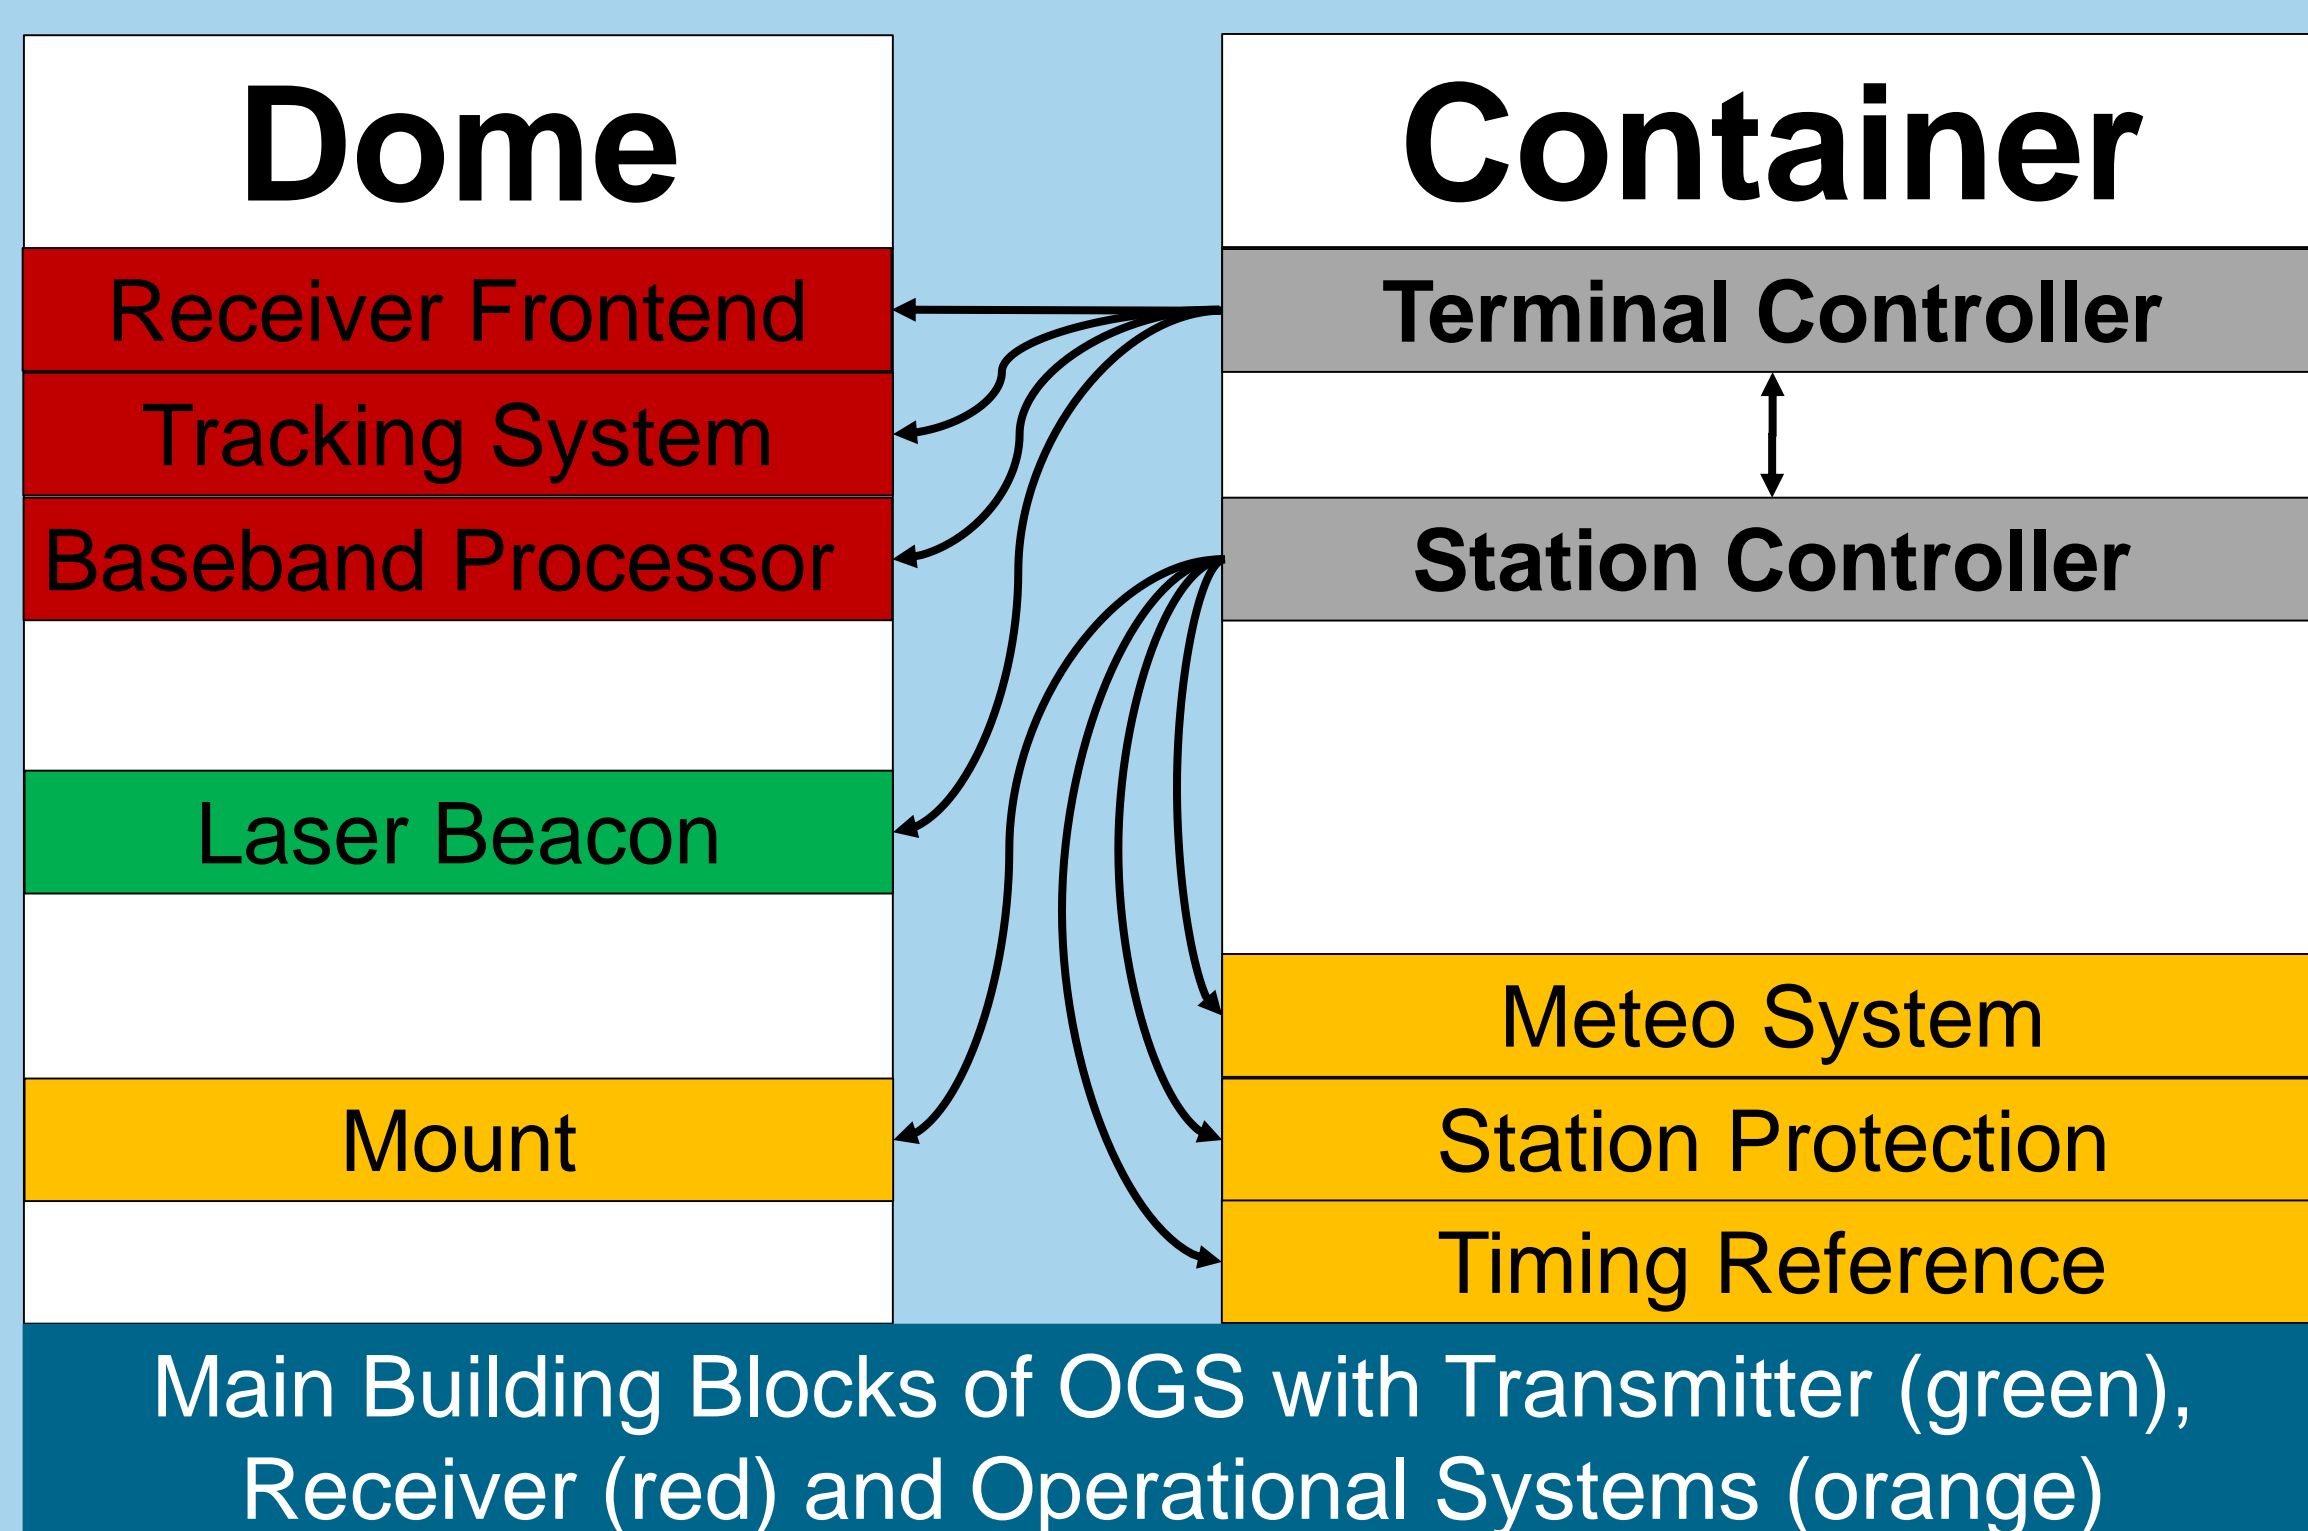 Dome
Receiver Frontend
Tracking System
Baseband Processor
Laser Beacon
Mount
Container
Terminal Controller
Station Controller
Meteo System
Station Protection
Timing Reference
Main Building Blocks of OGS with Transmitter (green),
Receiver (red) and Operational Systems (orange)